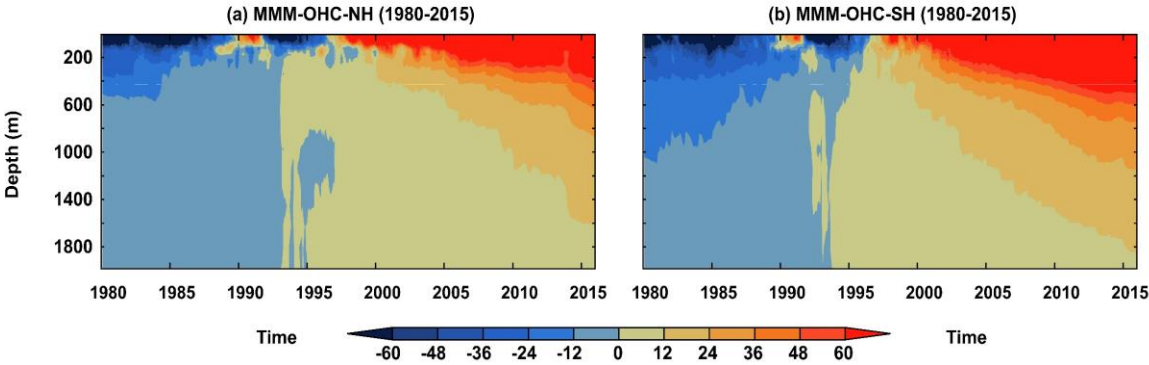 (a) MMM-OHC-NH (1980-2015)
(b) MMM-OHC-SH (1980-2015)
Depth (m)
200
600
1000
1400
1800
1980 1985 1990 1995 2000 2005 2010 2015
1980 1985 1990 1995 2000 2005 2010 2015
Time
-60 -48 -36 -24 -12 0 12 24 36 48 60
Time